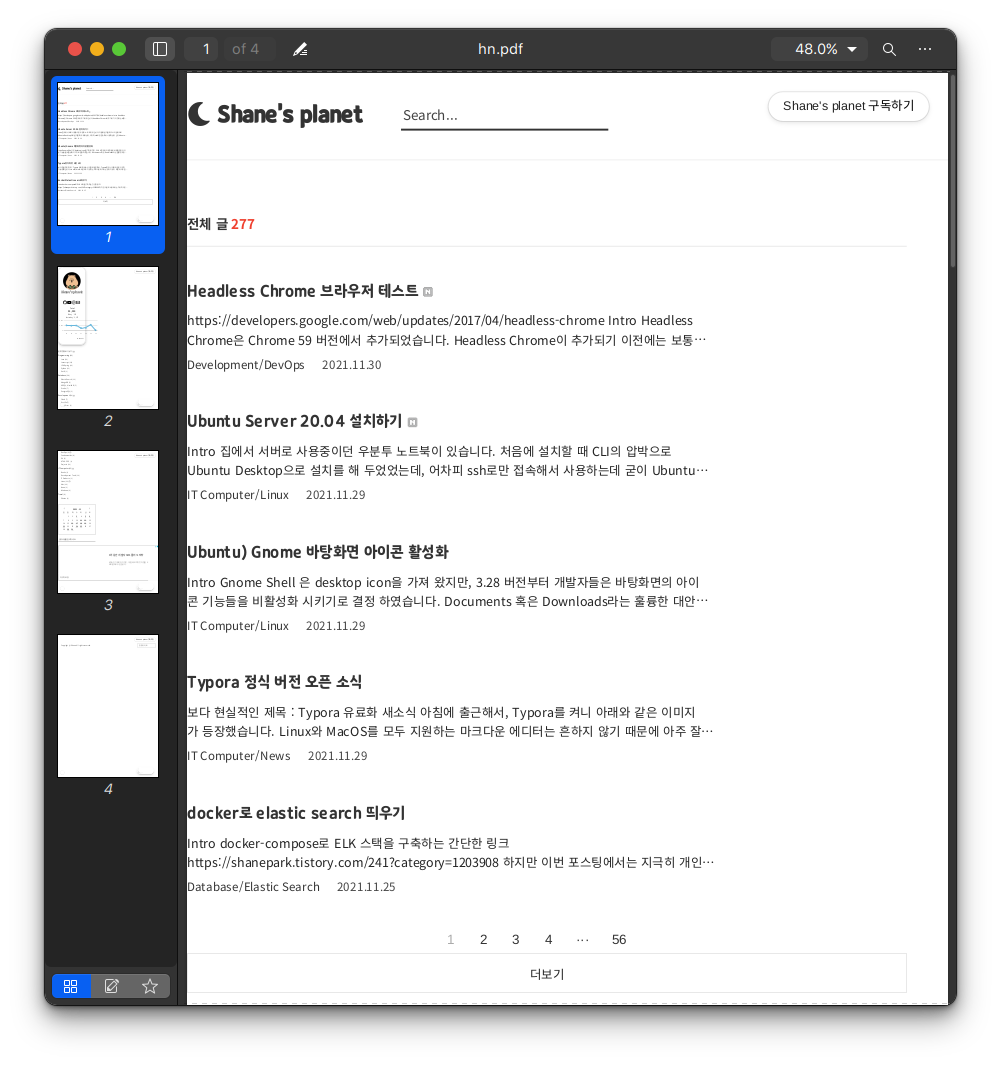 1 of 4
hn.pdf
48.0%
1
2
3
4
Shane's planet
Search...
Shane's planet 구독하기
전체 글 277
Headless Chrome 브라우저 테스트
https://developers.google.com/web/updates/2017/04/headless-chrome Intro Headless
Chrome은 Chrome 59 버전에서 추가되었습니다. Headless Chrome이 추가되기 이전에는 보통…
Development/DevOps 2021.11.30
Ubuntu Server 20.04 설치하기
Intro 집에서 서버로 사용중이던 우분투 노트북이 있습니다. 처음에 설치할 때 CLI의 압박으로
Ubuntu Desktop으로 설치를 해 두었었는데, 어차피 ssh로만 접속해서 사용하는데 굳이 Ubuntu…
IT Computer/Linux 2021.11.29
Ubuntu) Gnome 바탕화면 아이콘 활성화
Intro Gnome Shell 은 desktop icon을 가져 왔지만, 3.28 버전부터 개발자들은 바탕화면의 아이
콘 기능들을 비활성화 시키기로 결정 하였습니다. Documents 혹은 Downloads라는 훌륭한 대안…
IT Computer/Linux 2021.11.29
Typora 정식 버전 오픈 소식
보다 현실적인 제목 : Typora 유료화 새소식 아침에 출근해서, Typora를 켜니 아래와 같은 이미지
가 등장했습니다. Linux와 MacOS를 모두 지원하는 마크다운 에디터는 흔하지 않기 때문에 아주 잘…
IT Computer/News 2021.11.29
docker로 elastic search 띄우기
Intro docker-compose로 ELK 스택을 구축하는 간단한 링크
https://shanepark.tistory.com/241?category=1203908 하지만 이번 포스팅에서는 지극히 개인…
Database/Elastic Search 2021.11.25
1 2 3 4 ··· 56
더보기